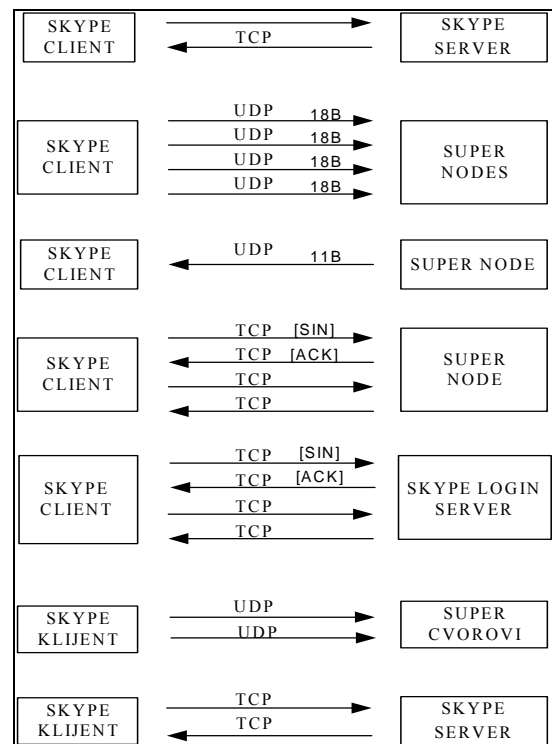 SKYPE
CLIENT
TCP
SKYPE
SERVER
SKYPE
CLIENT
UDP 18B
UDP 18B
UDP 18B
UDP 18B
SUPER
NODES
SKYPE
CLIENT
UDP 11B
SUPER NODE
SKYPE
CLIENT
TCP [SIN]
TCP [ACK]
TCP
TCP
SUPER
NODE
SKYPE
CLIENT
TCP [SIN]
TCP [ACK]
TCP
TCP
SKYPE LOGIN
SERVER
SKYPE
KLIJENT
UDP
UDP
SUPER
CVOROVI
SKYPE
KLIJENT
TCP
TCP
SKYPE
SERVER